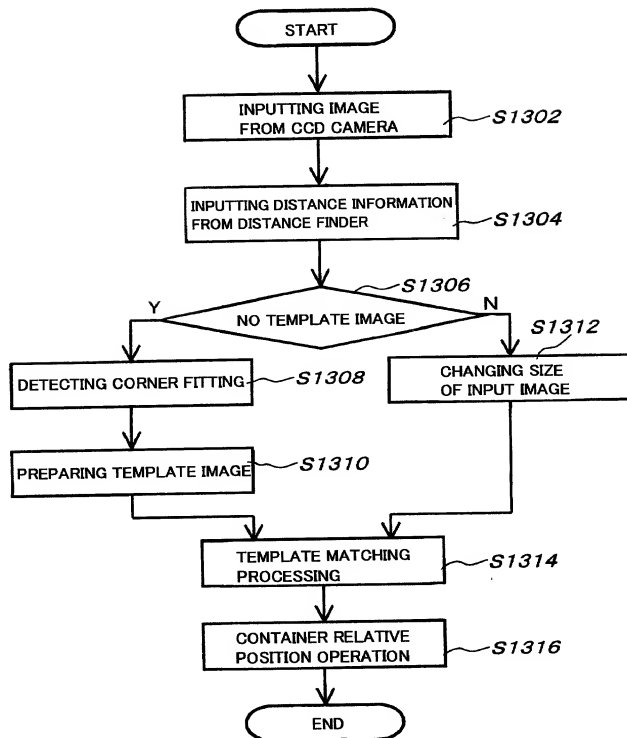 START
INPUTTING IMAGE
FROM CCD CAMERA
S1302
INPUTTING DISTANCE INFORMATION
FROM DISTANCE FINDER
S1304
S1306
Y
NO TEMPLATE IMAGE
N
DETECTING CORNER FITTING
S1308
S1312
CHANGING SIZE
OF INPUT IMAGE
PREPARING TEMPLATE IMAGE
S1310
TEMPLATE MATCHING
PROCESSING
S1314
CONTAINER RELATIVE
POSITION OPERATION
S1316
END